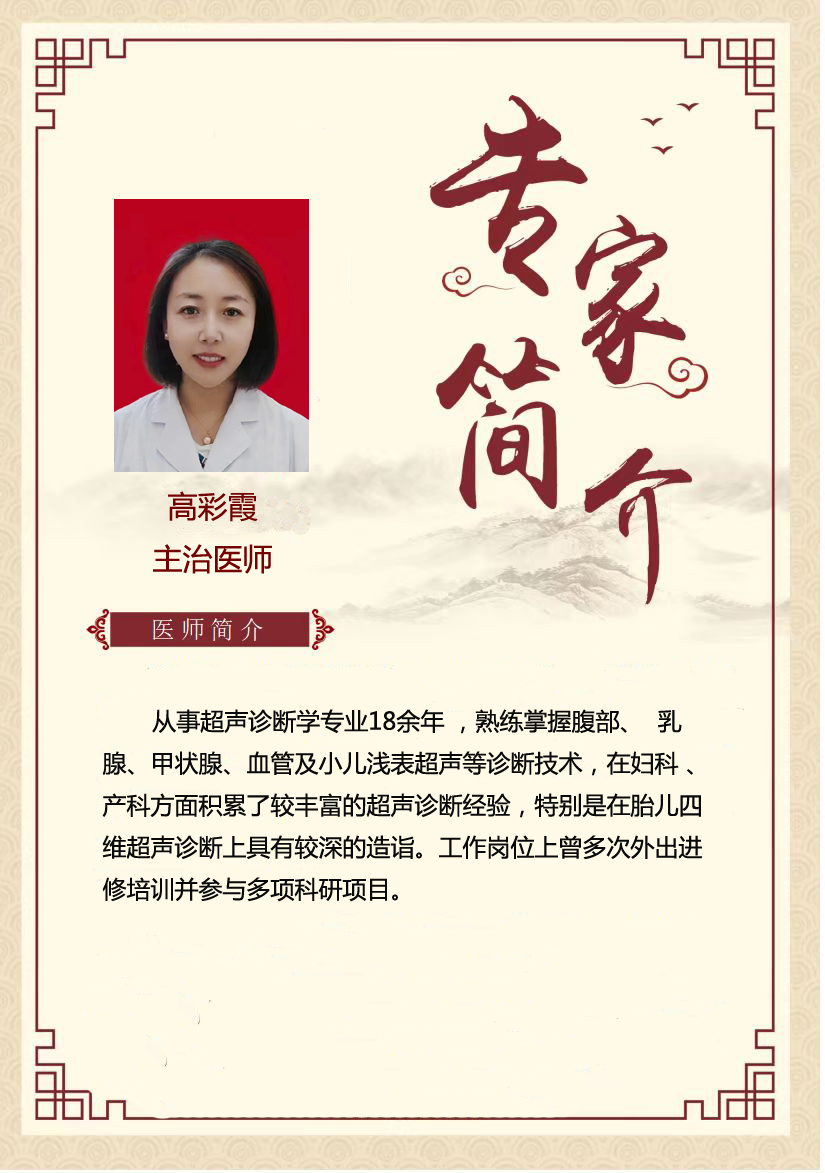 专家简介
高彩霞
主治医师
医师简介
从事超声诊断学专业18余年 ，熟练掌握腹部、 乳
腺、甲状腺、血管及小儿浅表超声等诊断技术，在妇科 、
产科方面积累了较丰富的超声诊断经验，特别是在胎儿四
维超声诊断上具有较深的造诣。工作岗位上曾多次外出进
修培训并参与多项科研项目。